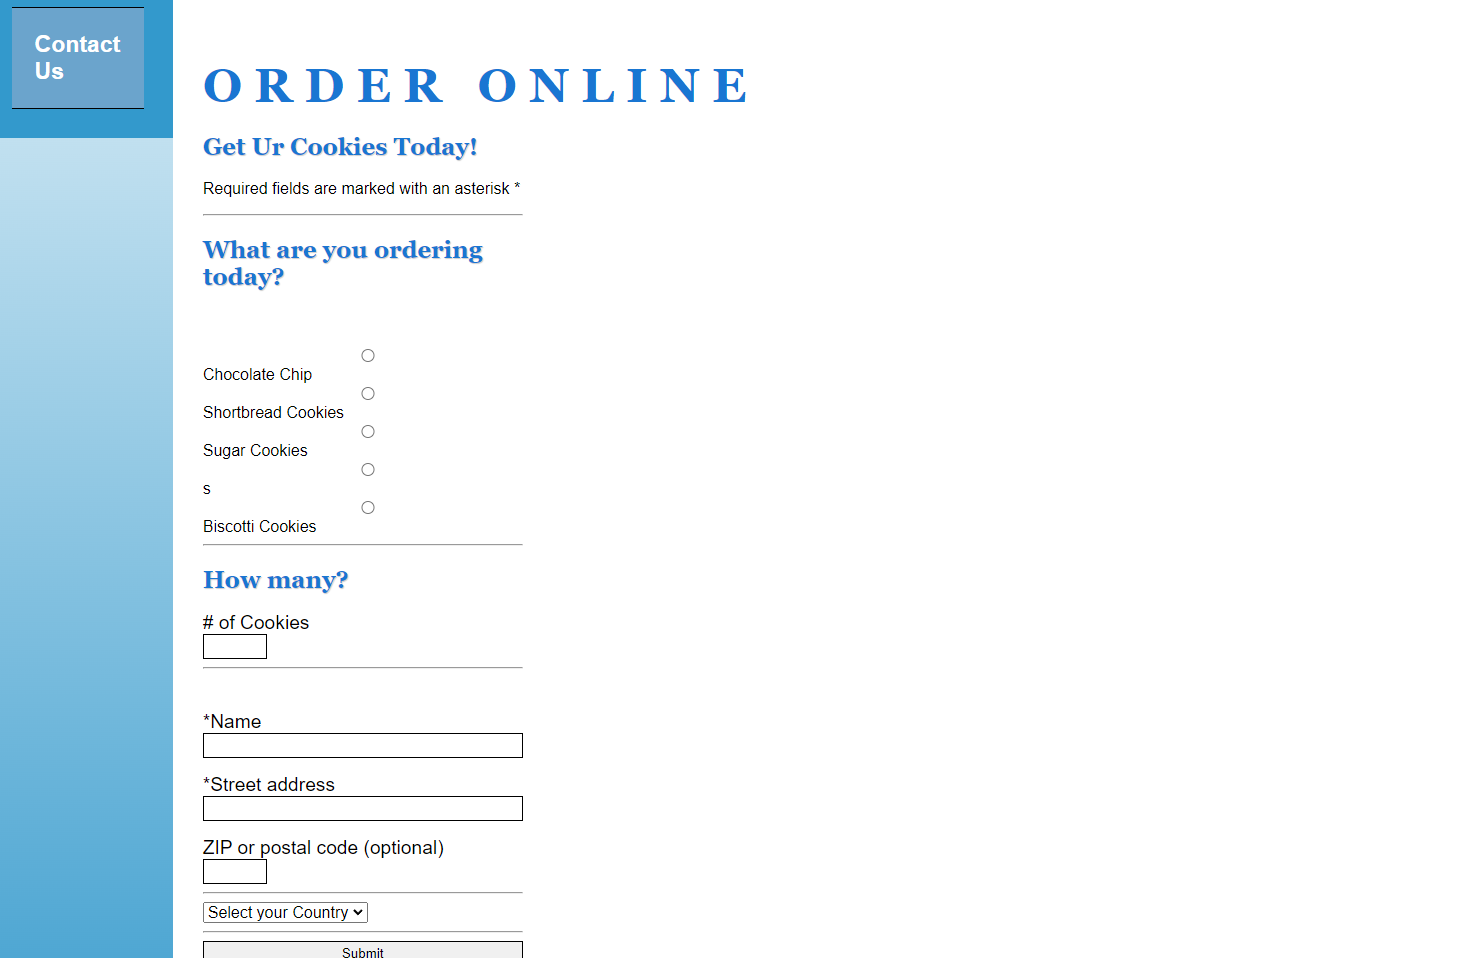 Contact
Us
ORDER ONLINE
Get Ur Cookies Today!
Required fields are marked with an asterisk *
What are you ordering
today?
Chocolate Chip
Shortbread Cookies
Sugar Cookies
s
Biscotti Cookies
How many?
# of Cookies
*Name
*Street address
ZIP or postal code (optional)
Select your Country
Submit